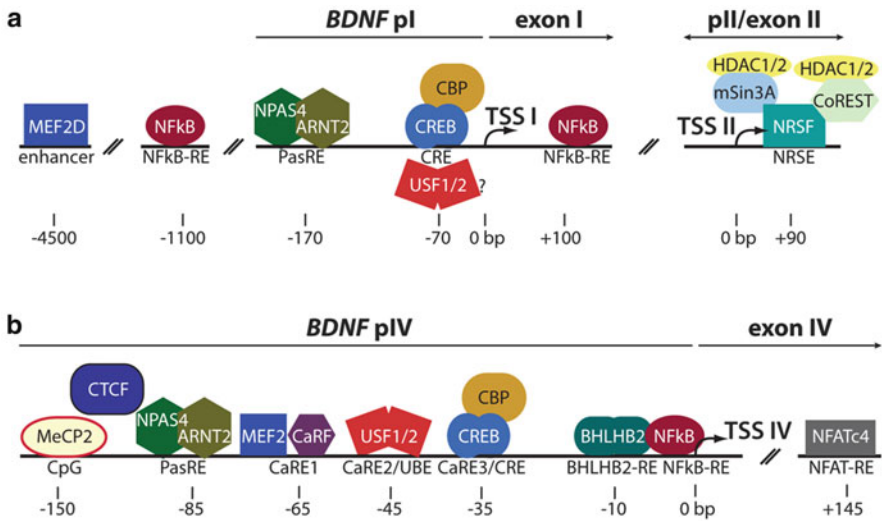 a
BDNF pI exon I pII/exon II
HDAC1/2 HDAC1/2
CBP mSin3A CoREST
NPAS4 ARNT2
MEF2D NFkB CREB TSS I NFkB TSS II NRSF
enhancer NFkB-RE PasRE CRE NFkB-RE NRSE
USF1/2 ?
-4500 -1100 -170 -70 0 bp +100 0 bp +90
b
BDNF pIV exon IV
CTCF CBP
NPAS4
MeCP2 ARNT2 MEF2 CaRF USF1/2 CREB BHLHB2 NFkB TSS IV NFATc4
CpG PasRE CaRE1 CaRE2/UBE CaRE3/CRE BHLHB2-RE NFkB-RE NFAT-RE
-150 -85 -65 -45 -35 -10 0 bp +145